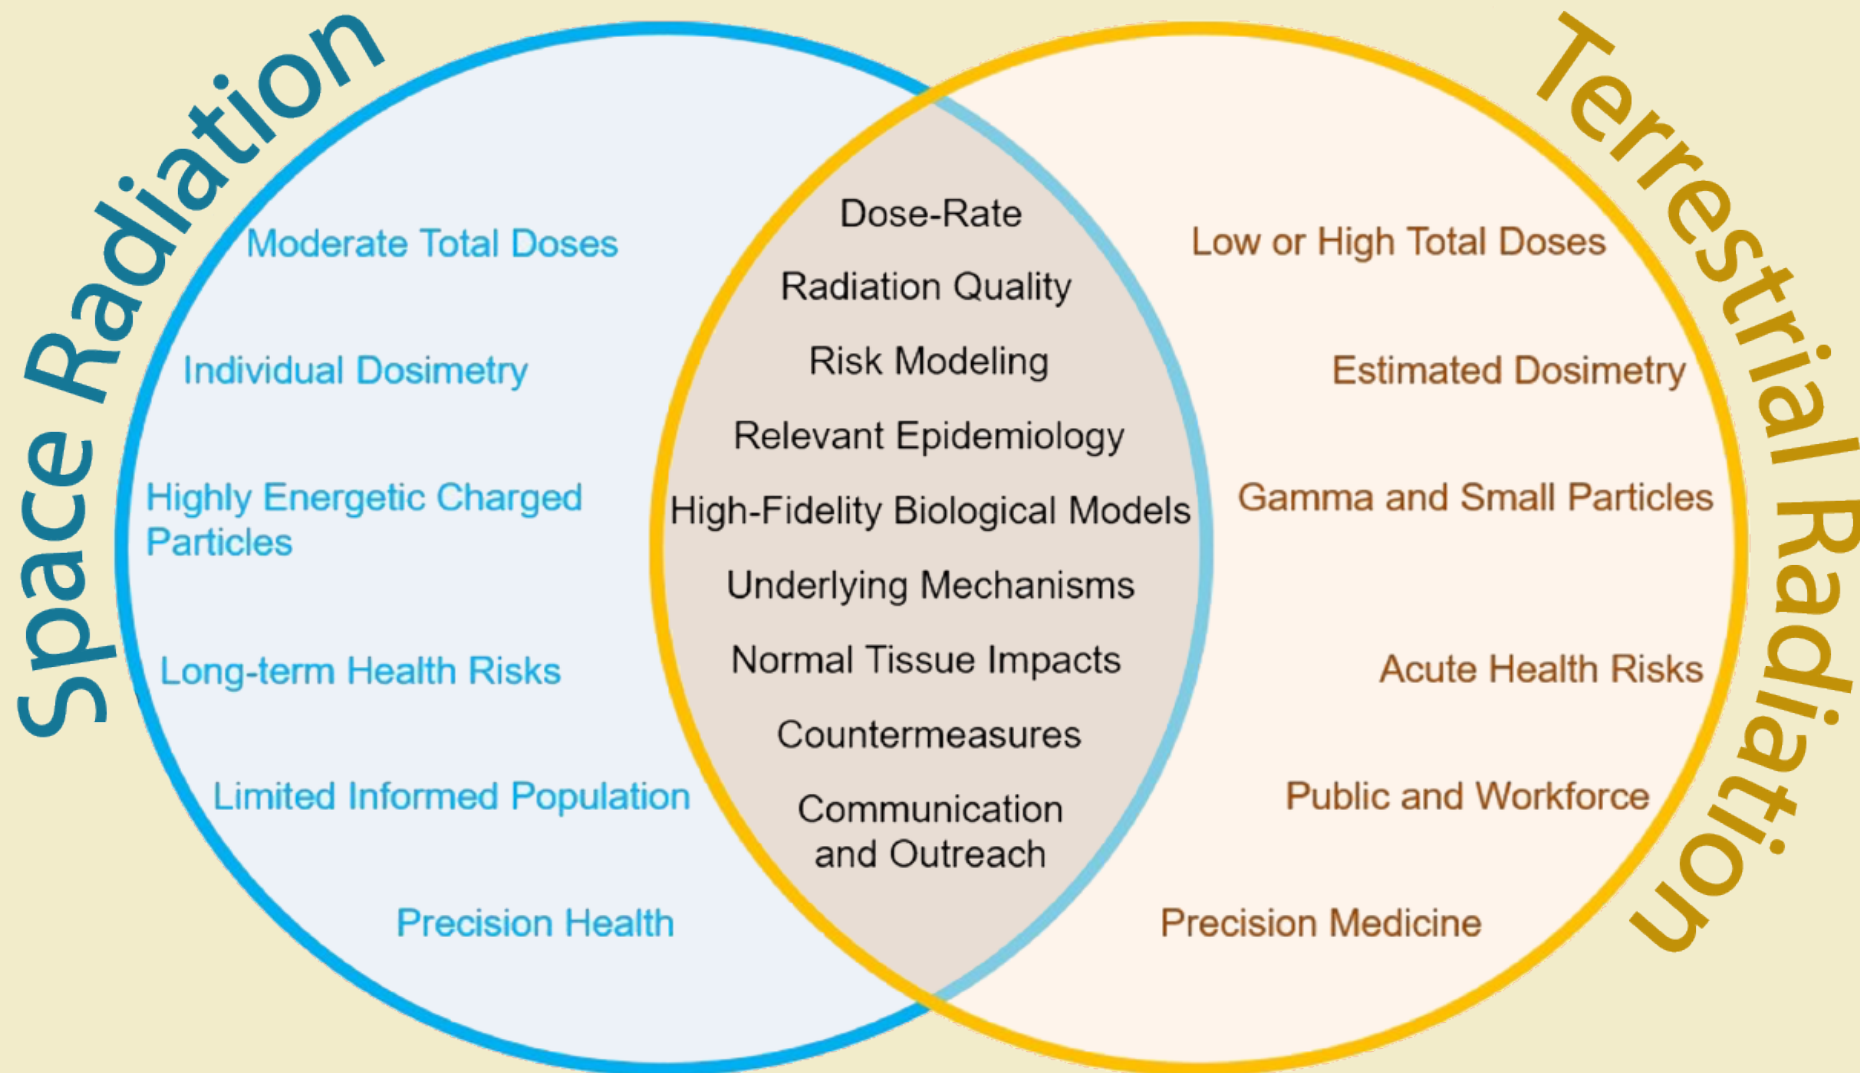 Space Radiation
Moderate Total Doses
Individual Dosimetry
Highly Energetic Charged
Particles
Long-term Health Risks
Limited Informed Population
Precision Health
Dose-Rate
Radiation Quality
Risk Modeling
Relevant Epidemiology
High-Fidelity Biological Models
Underlying Mechanisms
Normal Tissue Impacts
Countermeasures
Communication
and Outreach
Terrestrial Radiation
Low or High Total Doses
Estimated Dosimetry
Gamma and Small Particles
Acute Health Risks
Public and Workforce
Precision Medicine